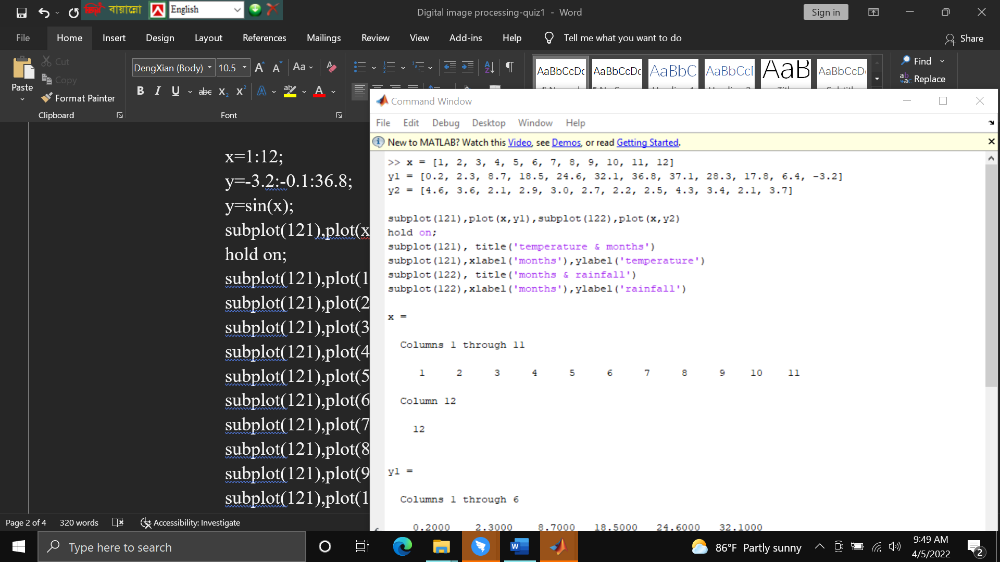 বায়ান্নো
English
Digital image processing-quiz1 - Word
Sign in
File Home Insert Design Layout References Mailings Review View Add-ins Help Tell me what you want to do Share
Cut
Copy
Paste
Format Painter
Clipboard
DengXian (Body) 10.5
Font
AaBbCcDc AaBbCcDc AaBbC AaBbCcI AaB AaBbCcD
Find
Replace
x=1:12;
y=-3.2:-0.1:36.8;
y=sin(x);
subplot(121),plot(x
hold on;
subplot(121),plot(1
subplot(121),plot(2
subplot(121),plot(3
subplot(121),plot(4
subplot(121),plot(5
subplot(121),plot(6
subplot(121),plot(7
subplot(121),plot(8
subplot(121),plot(9
subplot(121),plot(1
Command Window
File Edit Debug Desktop Window Help
New to MATLAB? Watch this Video, see Demos, or read Getting Started.
>> x = [1, 2, 3, 4, 5, 6, 7, 8, 9, 10, 11, 12]
y1 = [0.2, 2.3, 8.7, 18.5, 24.6, 32.1, 36.8, 37.1, 28.3, 17.8, 6.4, -3.2]
y2 = [4.6, 3.6, 2.1, 2.9, 3.0, 2.7, 2.2, 2.5, 4.3, 3.4, 2.1, 3.7]
subplot(121),plot(x,y1),subplot(122),plot(x,y2)
hold on;
subplot(121), title('temperature & months')
subplot(121),xlabel('months'),ylabel('temperature')
subplot(122), title('months & rainfall')
subplot(122),xlabel('months'),ylabel('rainfall')
x =
Columns 1 through 11
1 2 3 4 5 6 7 8 9 10 11
Column 12
12
y1 =
Columns 1 through 6
0.2000 2.3000 8.7000 18.5000 24.6000 32.1000
Page 2 of 4 320 words Accessibility: Investigate
Type here to search
86°F Partly sunny
9:49 AM
4/5/2022
2